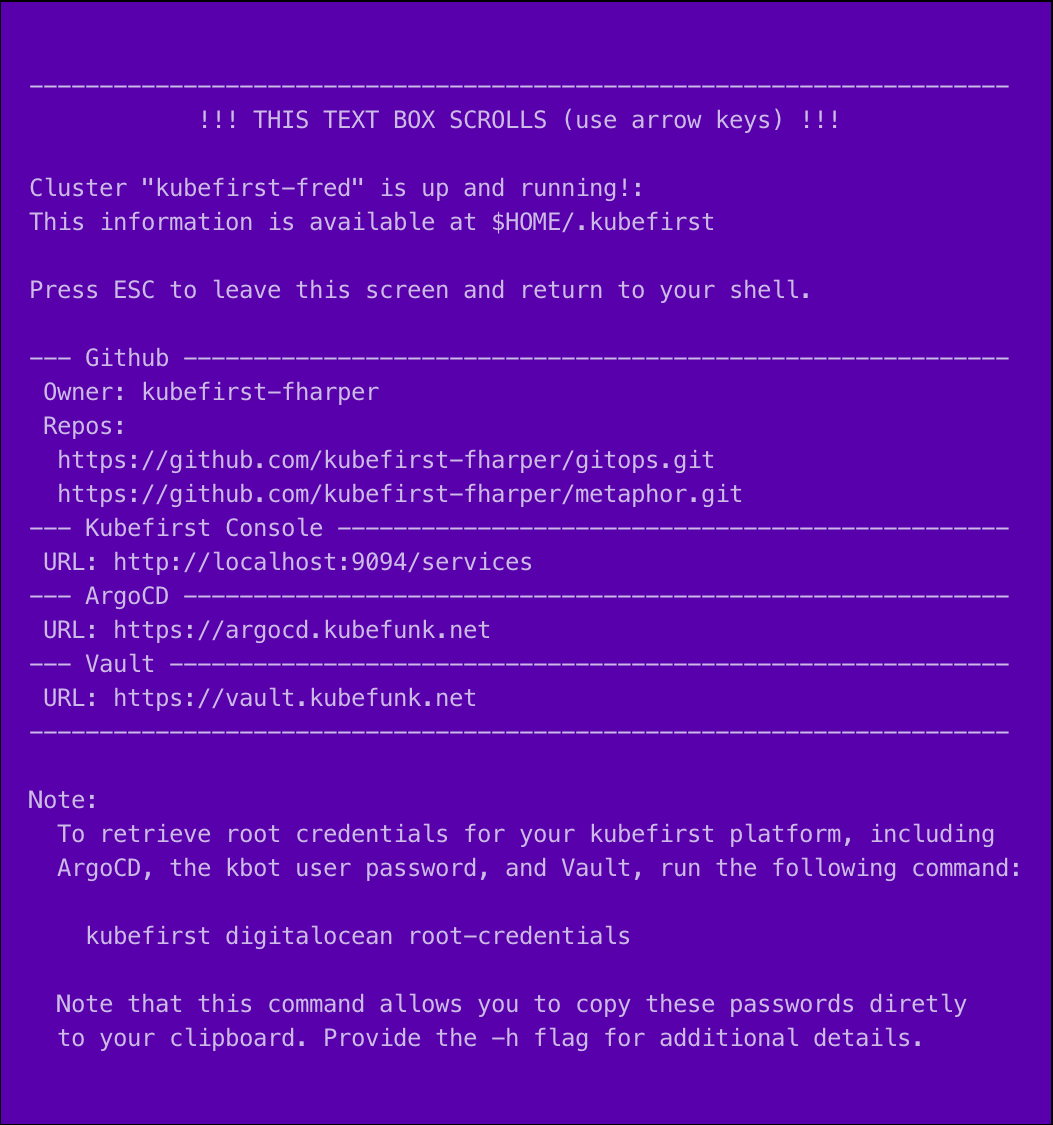 ----------------------------------------------------------------------
!!! THIS TEXT BOX SCROLLS (use arrow keys) !!!
Cluster "kubefirst-fred" is up and running!:
This information is available at $HOME/.kubefirst
Press ESC to leave this screen and return to your shell.
--- Github -----------------------------------------------------------
Owner: kubefirst-fharper
Repos:
https://github.com/kubefirst-fharper/gitops.git
https://github.com/kubefirst-fharper/metaphor.git
--- Kubefirst Console ------------------------------------------------
URL: http://localhost:9094/services
--- ArgoCD -----------------------------------------------------------
URL: https://argocd.kubefunk.net
--- Vault ------------------------------------------------------------
URL: https://vault.kubefunk.net
----------------------------------------------------------------------
Note:
To retrieve root credentials for your kubefirst platform, including
ArgoCD, the kbot user password, and Vault, run the following command:
kubefirst digitalocean root-credentials
Note that this command allows you to copy these passwords diretly
to your clipboard. Provide the -h flag for additional details.